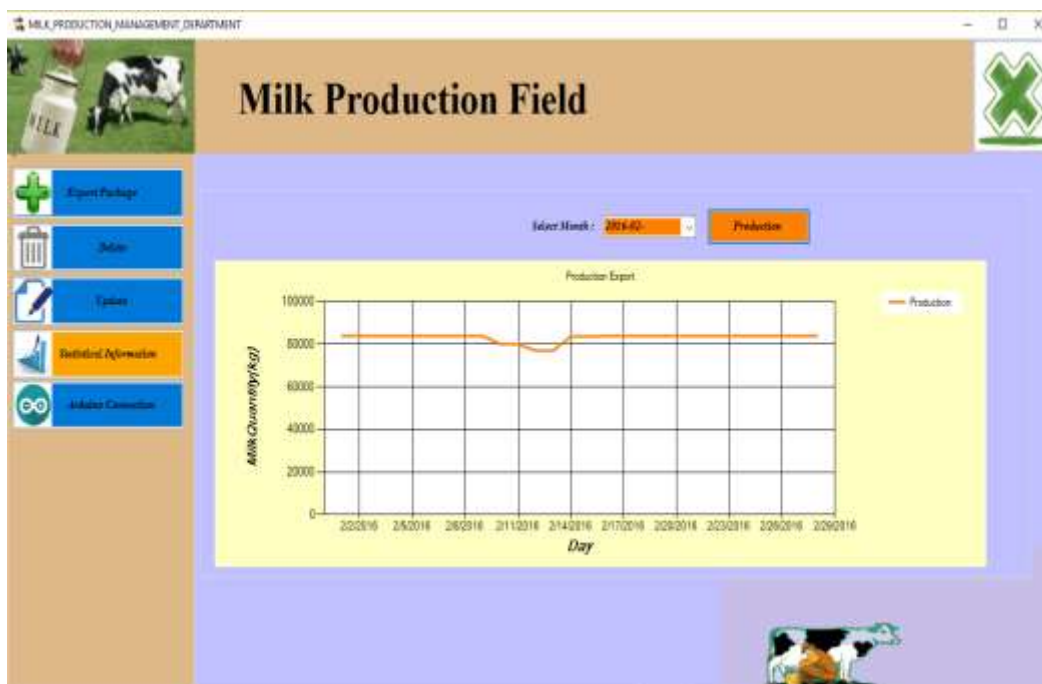 MILK_PRODUCTION_MANAGEMENT_DEPARTMENT
MILK
Milk Production Field
Export Package
Delete
Update
Statistical Information
Arduino Connection
Select Month :
2016-02-
Production
Production Export
Production
100000
80000
60000
40000
20000
0
MilkQuantity(kg)
2/2/2016 2/5/2016 2/8/2016 2/11/2016 2/14/2016 2/17/2016 2/20/2016 2/23/2016 2/26/2016 2/29/2016
Day